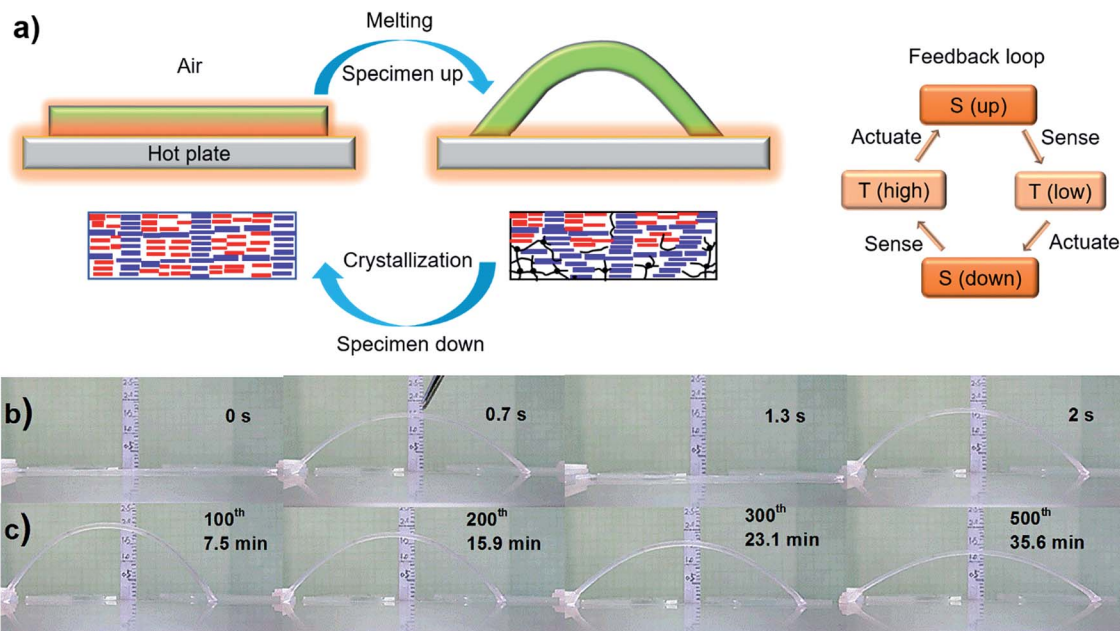 a)
Melting
Specimen up
Air
Hot plate
Crystallization
Specimen down
Feedback loop
S (up)
Actuate
Sense
T (high)
T (low)
Sense
Actuate
S (down)
b)
0 s
0.7 s
1.3 s
2 s
c)
100th
7.5 min
200th
15.9 min
300th
23.1 min
500th
35.6 min